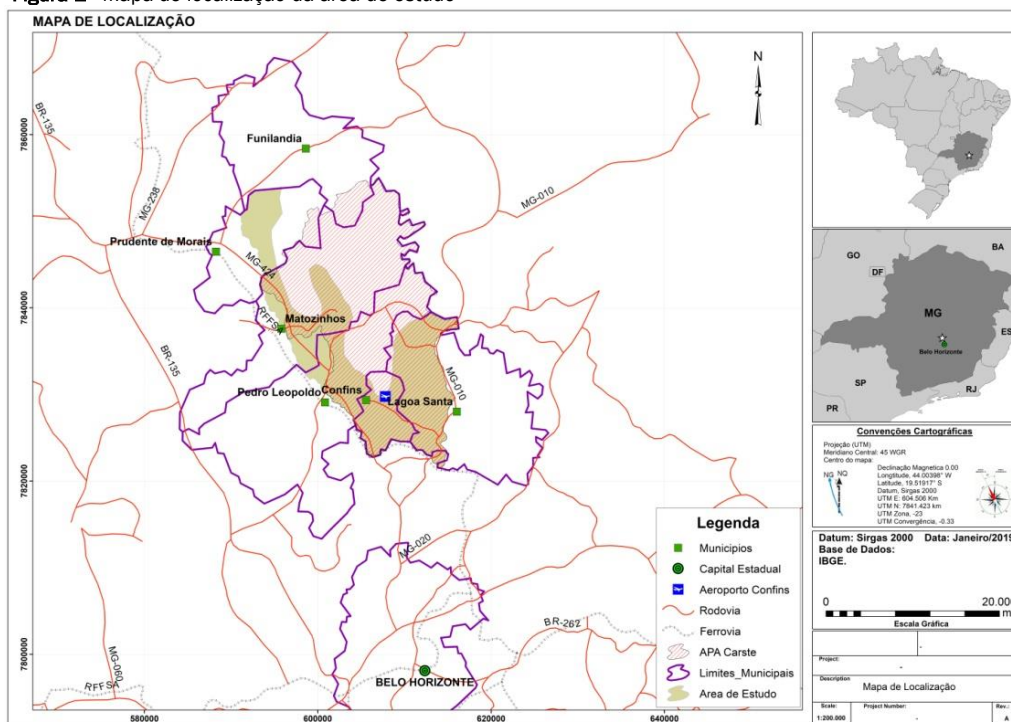 Figura 2 - Mapa de localização da área de estudo
MAPA DE LOCALIZAÇÃO
N
BR-135
7860000
Funilandia
MG-238
MG-010
Prudente de Morais
MG-424
7840000
RFFSA
Matozinhos
BR-135
Pedro Leopoldo
Confins
Lagoa Santa
MG-010
7820000
MG-020
BR-262
7800000
MG-060
RFFSA
BELO HORIZONTE
580000
600000
620000
640000
Legenda
Municipios
Capital Estadual
Aeroporto Confins
Rodovia
Ferrovia
APA Carste
Limites_Municipais
Area de Estudo
GO
BA
DF
MG
ES
Belo Horizonte
SP
RJ
PR
Convenções Cartográficas
Projeção (UTM)
Meridiano Central: 45 WGR
Centro do mapa:
NG NQ
Declinação Magnetica 0.00
Longtitude, 44.00398° W
Latitude, 19.51917° S
Datum, Sirgas 2000
UTM E: 604.506 Km
UTM N: 7841.423 km
UTM Zona, -23
UTM Convergência, -0.33
Datum: Sirgas 2000 Data: Janeiro/2019
Base de Dados:
IBGE.
0 20.000
m
Escala Gráfica
Project:
-
Description
Mapa de Localização
Scale: Project Number: Rev.:
1:200.000 - A